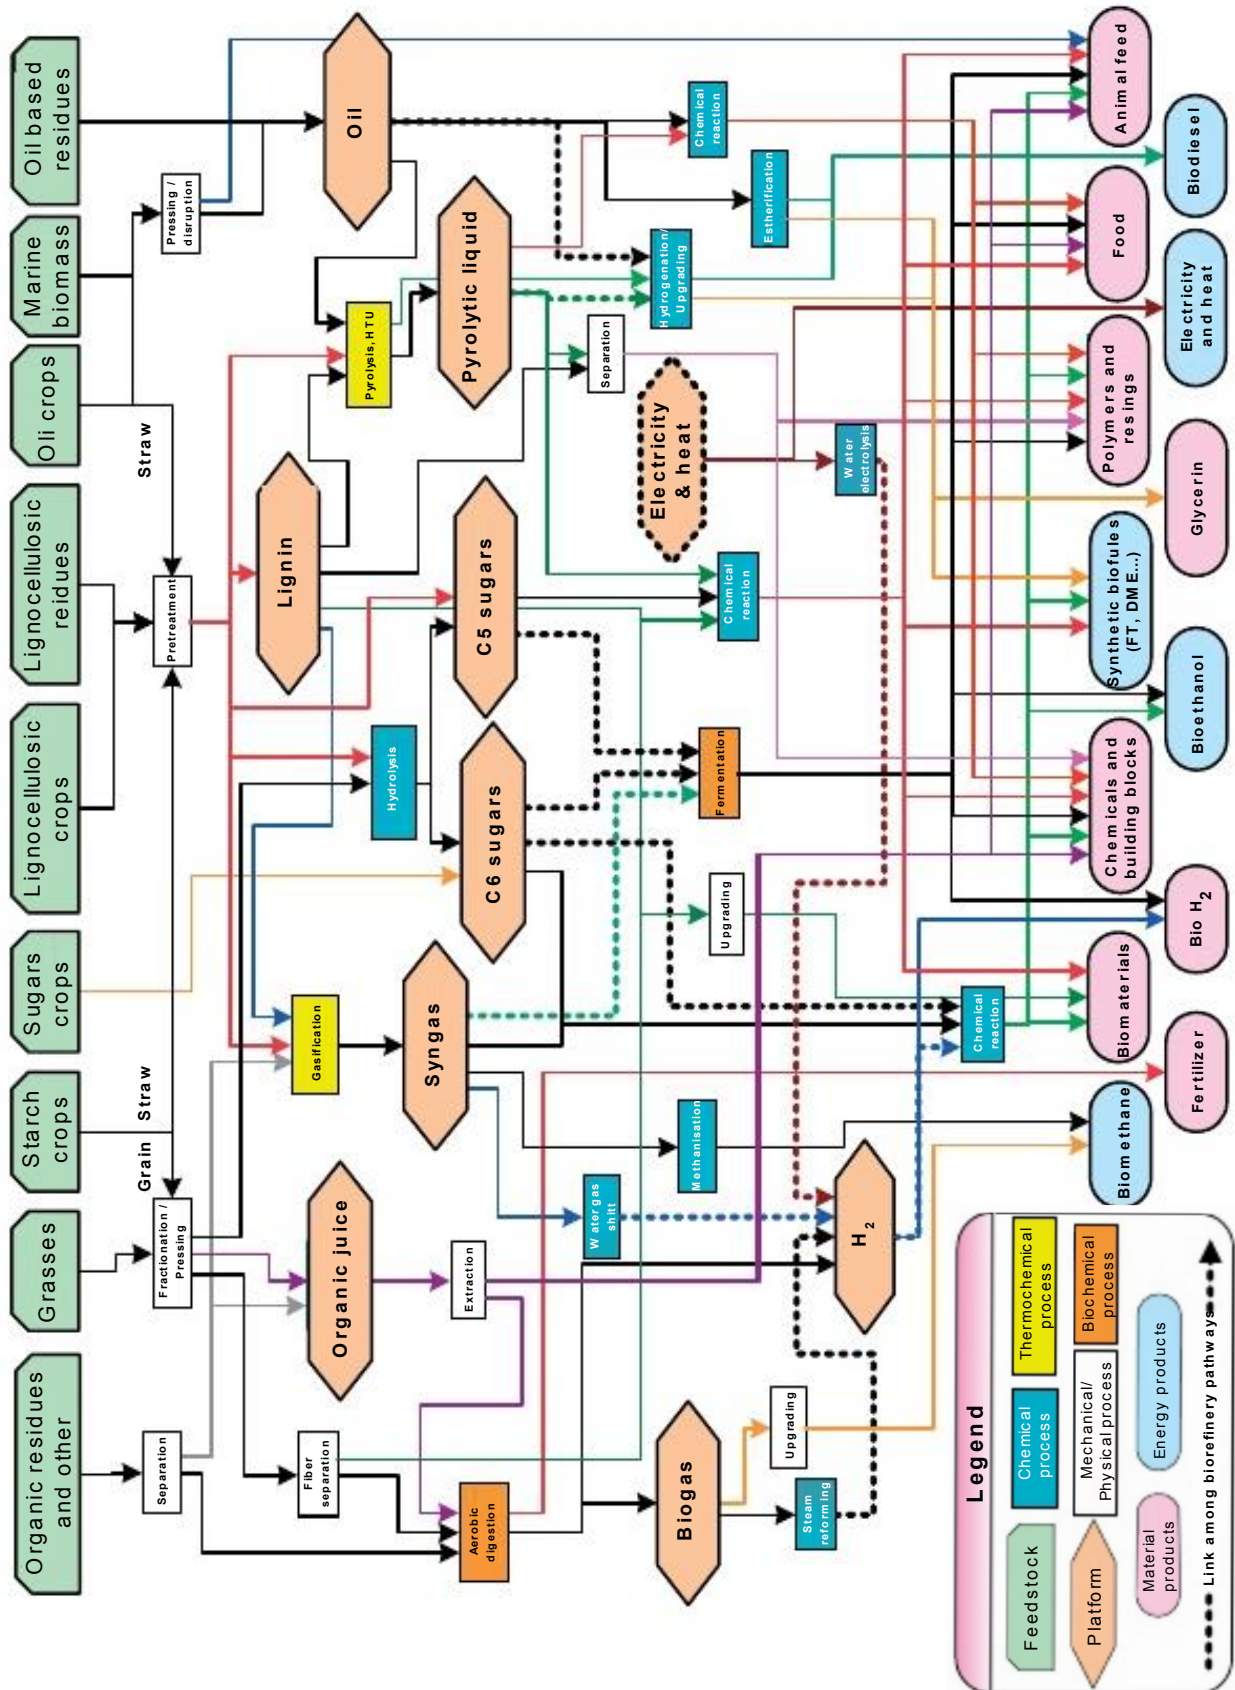 Organic residues
and other
Grasses
Starch
crops
Sugars
crops
Lignocellulosic
crops
Lignocellulosic
reidues
Oli crops
Marine
biomass
Oil based
residues
Grain
Straw
Straw
Separation
Fractionation /
Pressing
Pretreatment
Pressing /
disruption
Fiber
separation
Organic juice
Gasification
Hydrolysis
Lignin
Pyrolysis, HTU
Oil
Aerobic
digestion
Extraction
Syngas
C6 sugars
C5 sugars
Pyrolytic liquid
Water gas
shitt
Separation
Hydrogenation/
Upgrading
Chemical
reaction
Biogas
Methanisation
Upgrading
Fermentation
Chemical
reaction
Electricity
& heat
Estherification
Steam
reforming
Upgrading
H2
Water
electrolysis
Chemical
reaction
Biomethane
Fertilizer
Biomaterials
Bio H2
Chemicals and
building blocks
Bioethanol
Synthetic biofules
(FT, DME...)
Glycerin
Polymers and
resings
Electricity
and heat
Food
Biodiesel
Animal feed
Legend
Feedstock
Chemical
process
Thermochemical
process
Platform
Mechanical/
Physical process
Biochemical
process
Material
products
Energy products
Link among biorefinery pathways